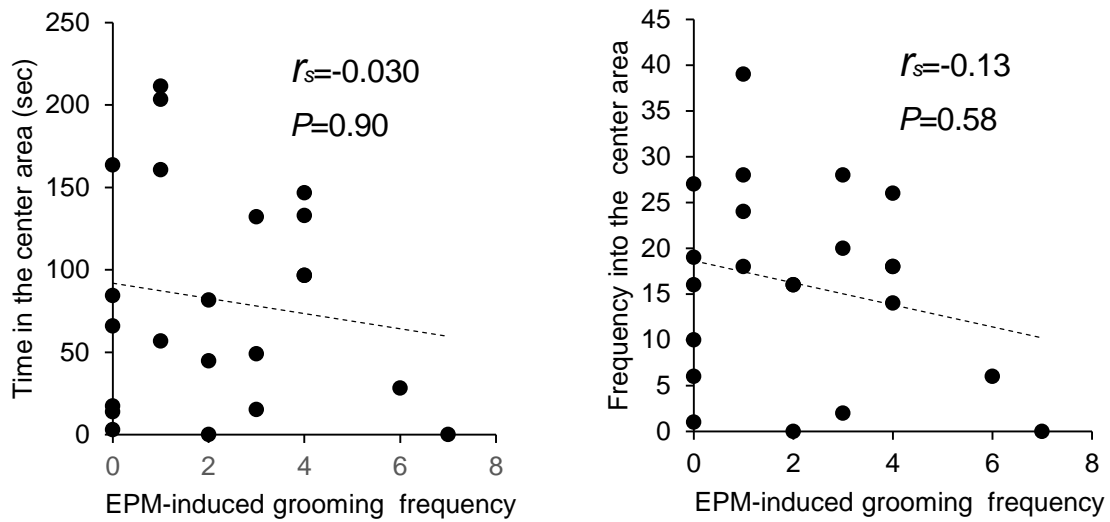 Time in the center area (sec)
250
200
150
100
50
0
rs=-0.030
P=0.90
0 2 4 6 8
EPM-induced grooming frequency
Frequency into the center area
45
40
35
30
25
20
15
10
5
0
rs=-0.13
P=0.58
0 2 4 6 8
EPM-induced grooming frequency